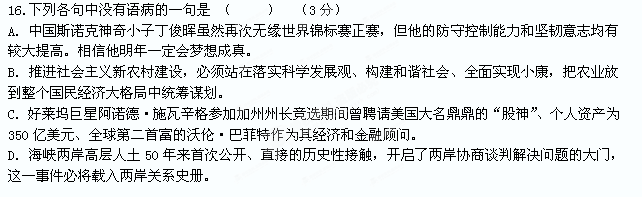 16.下列各句中没有语病的一句是 （　　） （3分）
A. 中国斯诺克神奇小子丁俊晖虽然再次无缘世界锦标赛正赛，但他的防守控制能力和坚韧意志均有
较大提高。相信他明年一定会梦想成真。
B. 推进社会主义新农村建设，必须站在落实科学发展观、构建和谐社会、全面实现小康，把农业放
到整个国民经济大格局中统筹谋划。
C. 好莱坞巨星阿诺德·施瓦辛格参加加州州长竞选期间曾聘请美国大名鼎鼎的“股神”、个人资产为
350亿美元、全球第二首富的沃伦·巴菲特作为其经济和金融顾问。
D. 海峡两岸高层人士50年来首次公开、直接的历史性接触，开启了两岸协商谈判解决问题的大门，
这一事件必将载入两岸关系史册。